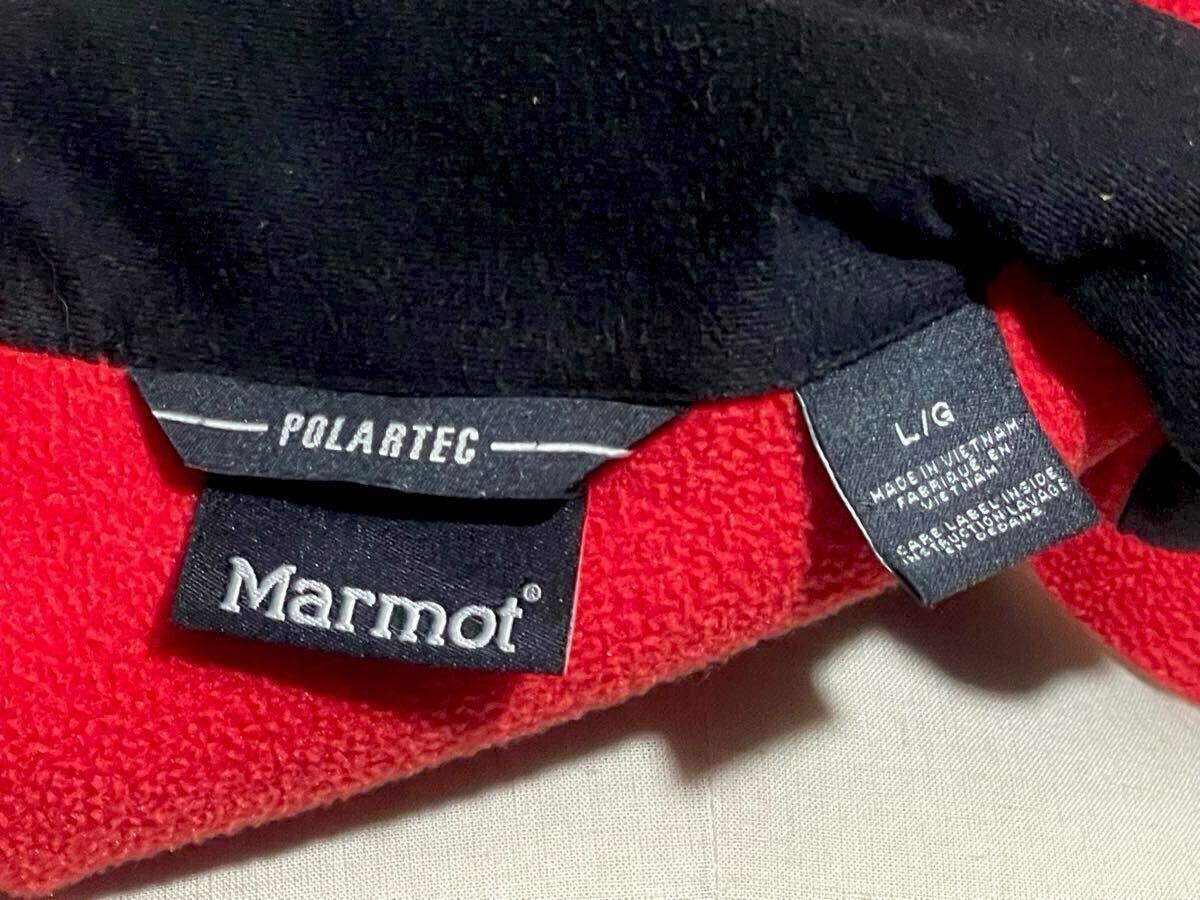 POLARTEC
Marmot®
L/G
MADE IN VIETNAM
FABRIQUE EN
VIETNAM
CARE LABEL INSIDE
INSTRUCTION LAVAGE
EN DEDANS